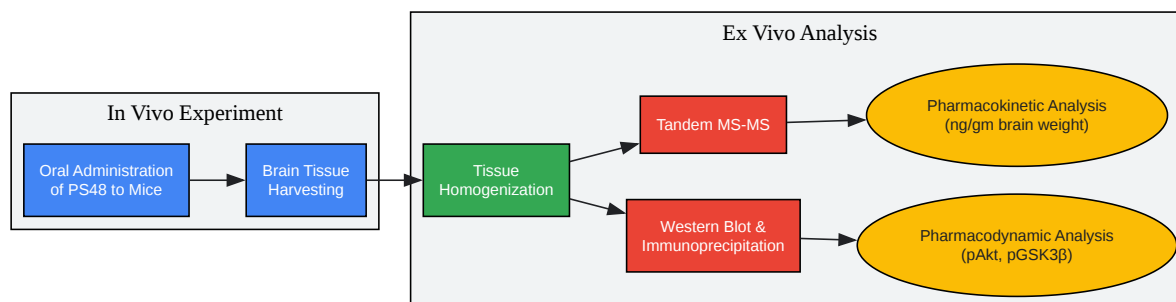 In Vivo Experiment
Oral Administration
of PS48 to Mice
Brain Tissue
Harvesting
Ex Vivo Analysis
Tissue
Homogenization
Tandem MS-MS
Pharmacokinetic Analysis
(ng/gm brain weight)
Western Blot &
Immunoprecipitation
Pharmacodynamic Analysis
(pAkt, pGSK3β)